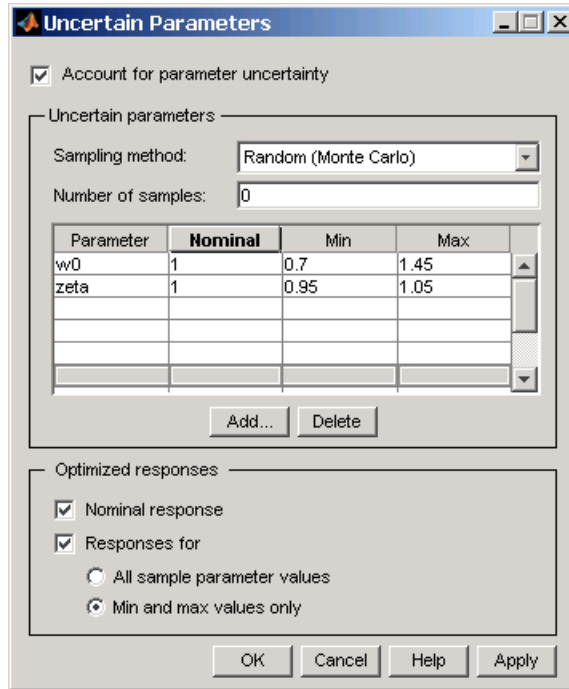 Uncertain Parameters
Account for parameter uncertainty
Uncertain parameters
Sampling method: Random (Monte Carlo)
Number of samples: 0
Parameter Nominal Min Max
w0 1 0.7 1.45
zeta 1 0.95 1.05
Add... Delete
Optimized responses
Nominal response
Responses for
All sample parameter values
Min and max values only
OK Cancel Help Apply